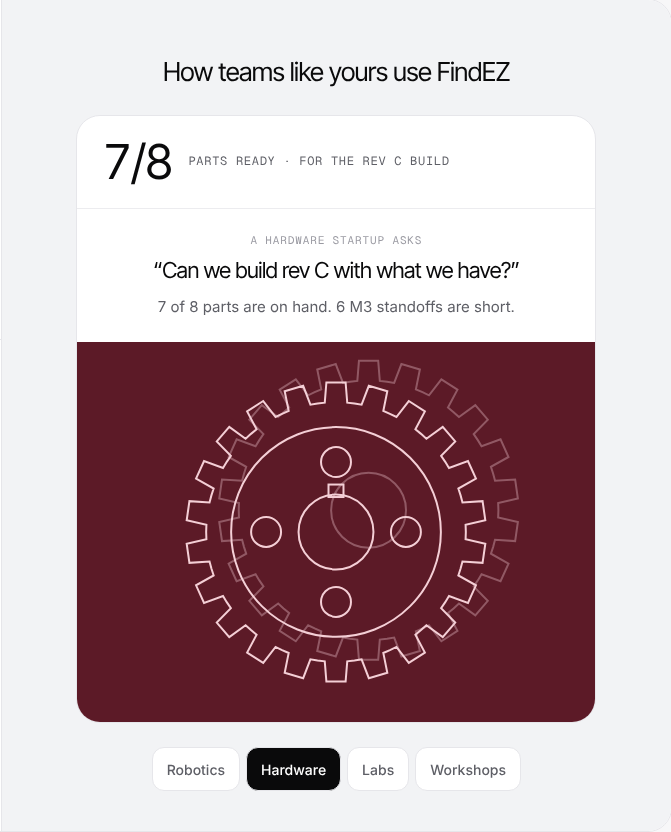 How teams like yours use FindEZ
7/8 PARTS READY · FOR THE REV C BUILD
A HARDWARE STARTUP ASKS
“Can we build rev C with what we have?”
7 of 8 parts are on hand. 6 M3 standoffs are short.
Robotics Hardware Labs Workshops